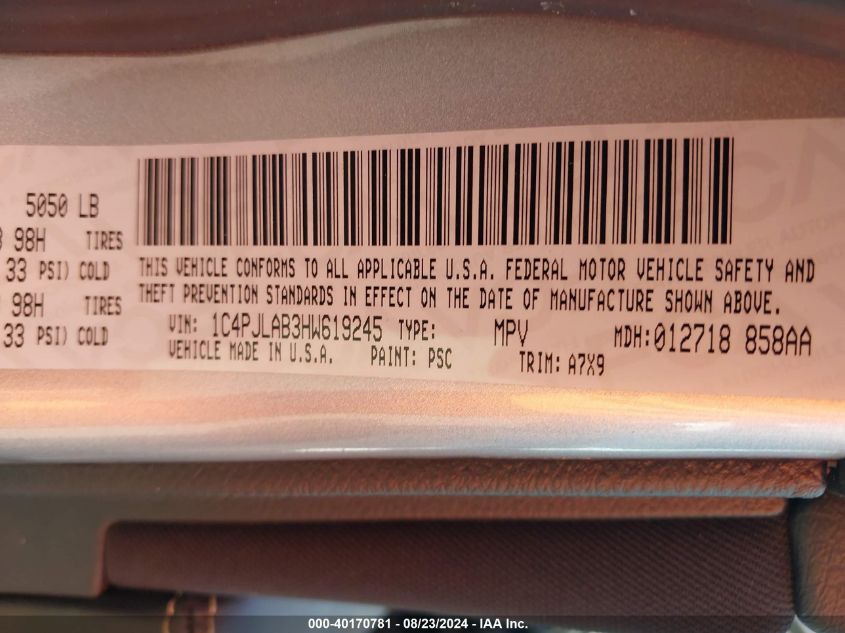 5050 LB
98H TIRES
33 PSI) COLD
98H TIRES
33 PSI) COLD
THIS VEHICLE CONFORMS TO ALL APPLICABLE U.S.A. FEDERAL MOTOR VEHICLE SAFETY AND
THEFT PREVENTION STANDARDS IN EFFECT ON THE DATE OF MANUFACTURE SHOWN ABOVE.
VIN: 1C4PJLAB3HW619245 TYPE: MPV MDH:012718 858AA
VEHICLE MADE IN U.S.A. PAINT: PSC TRIM: A7X9
000-40170781 - 08/23/2024 - IAA Inc.